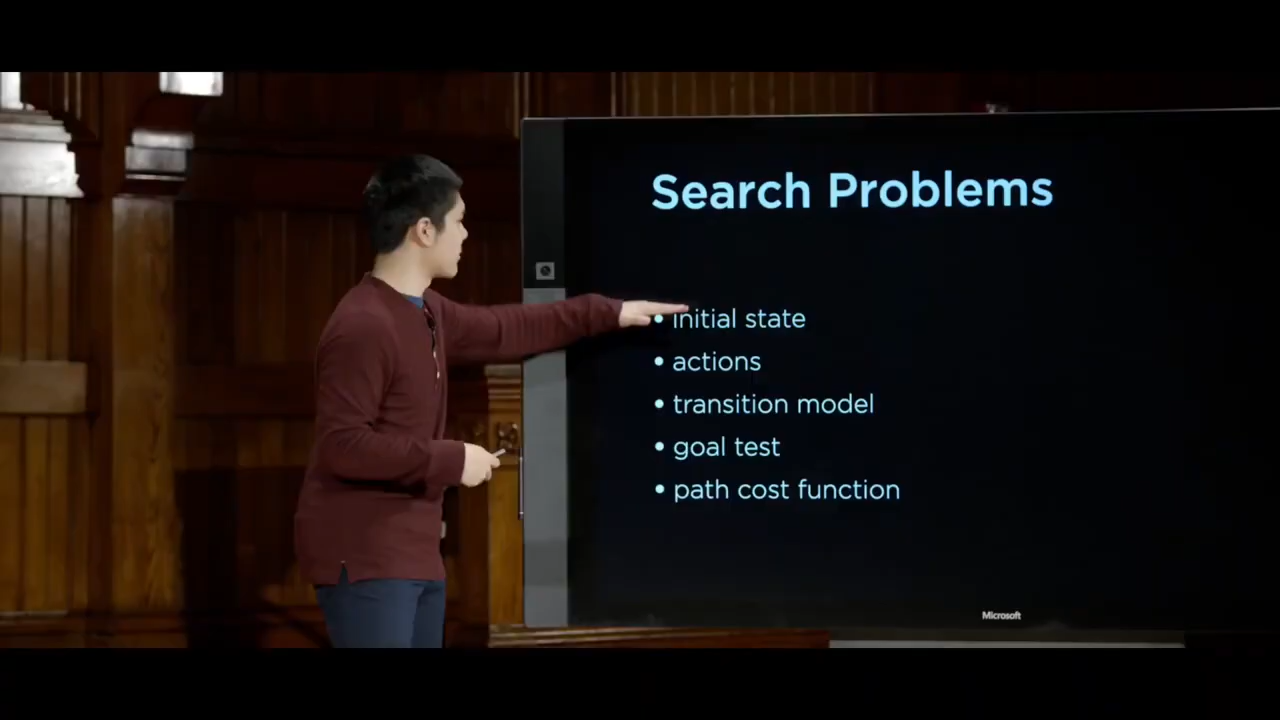 Search Problems
• initial state
• actions
• transition model
• goal test
• path cost function
Microsoft